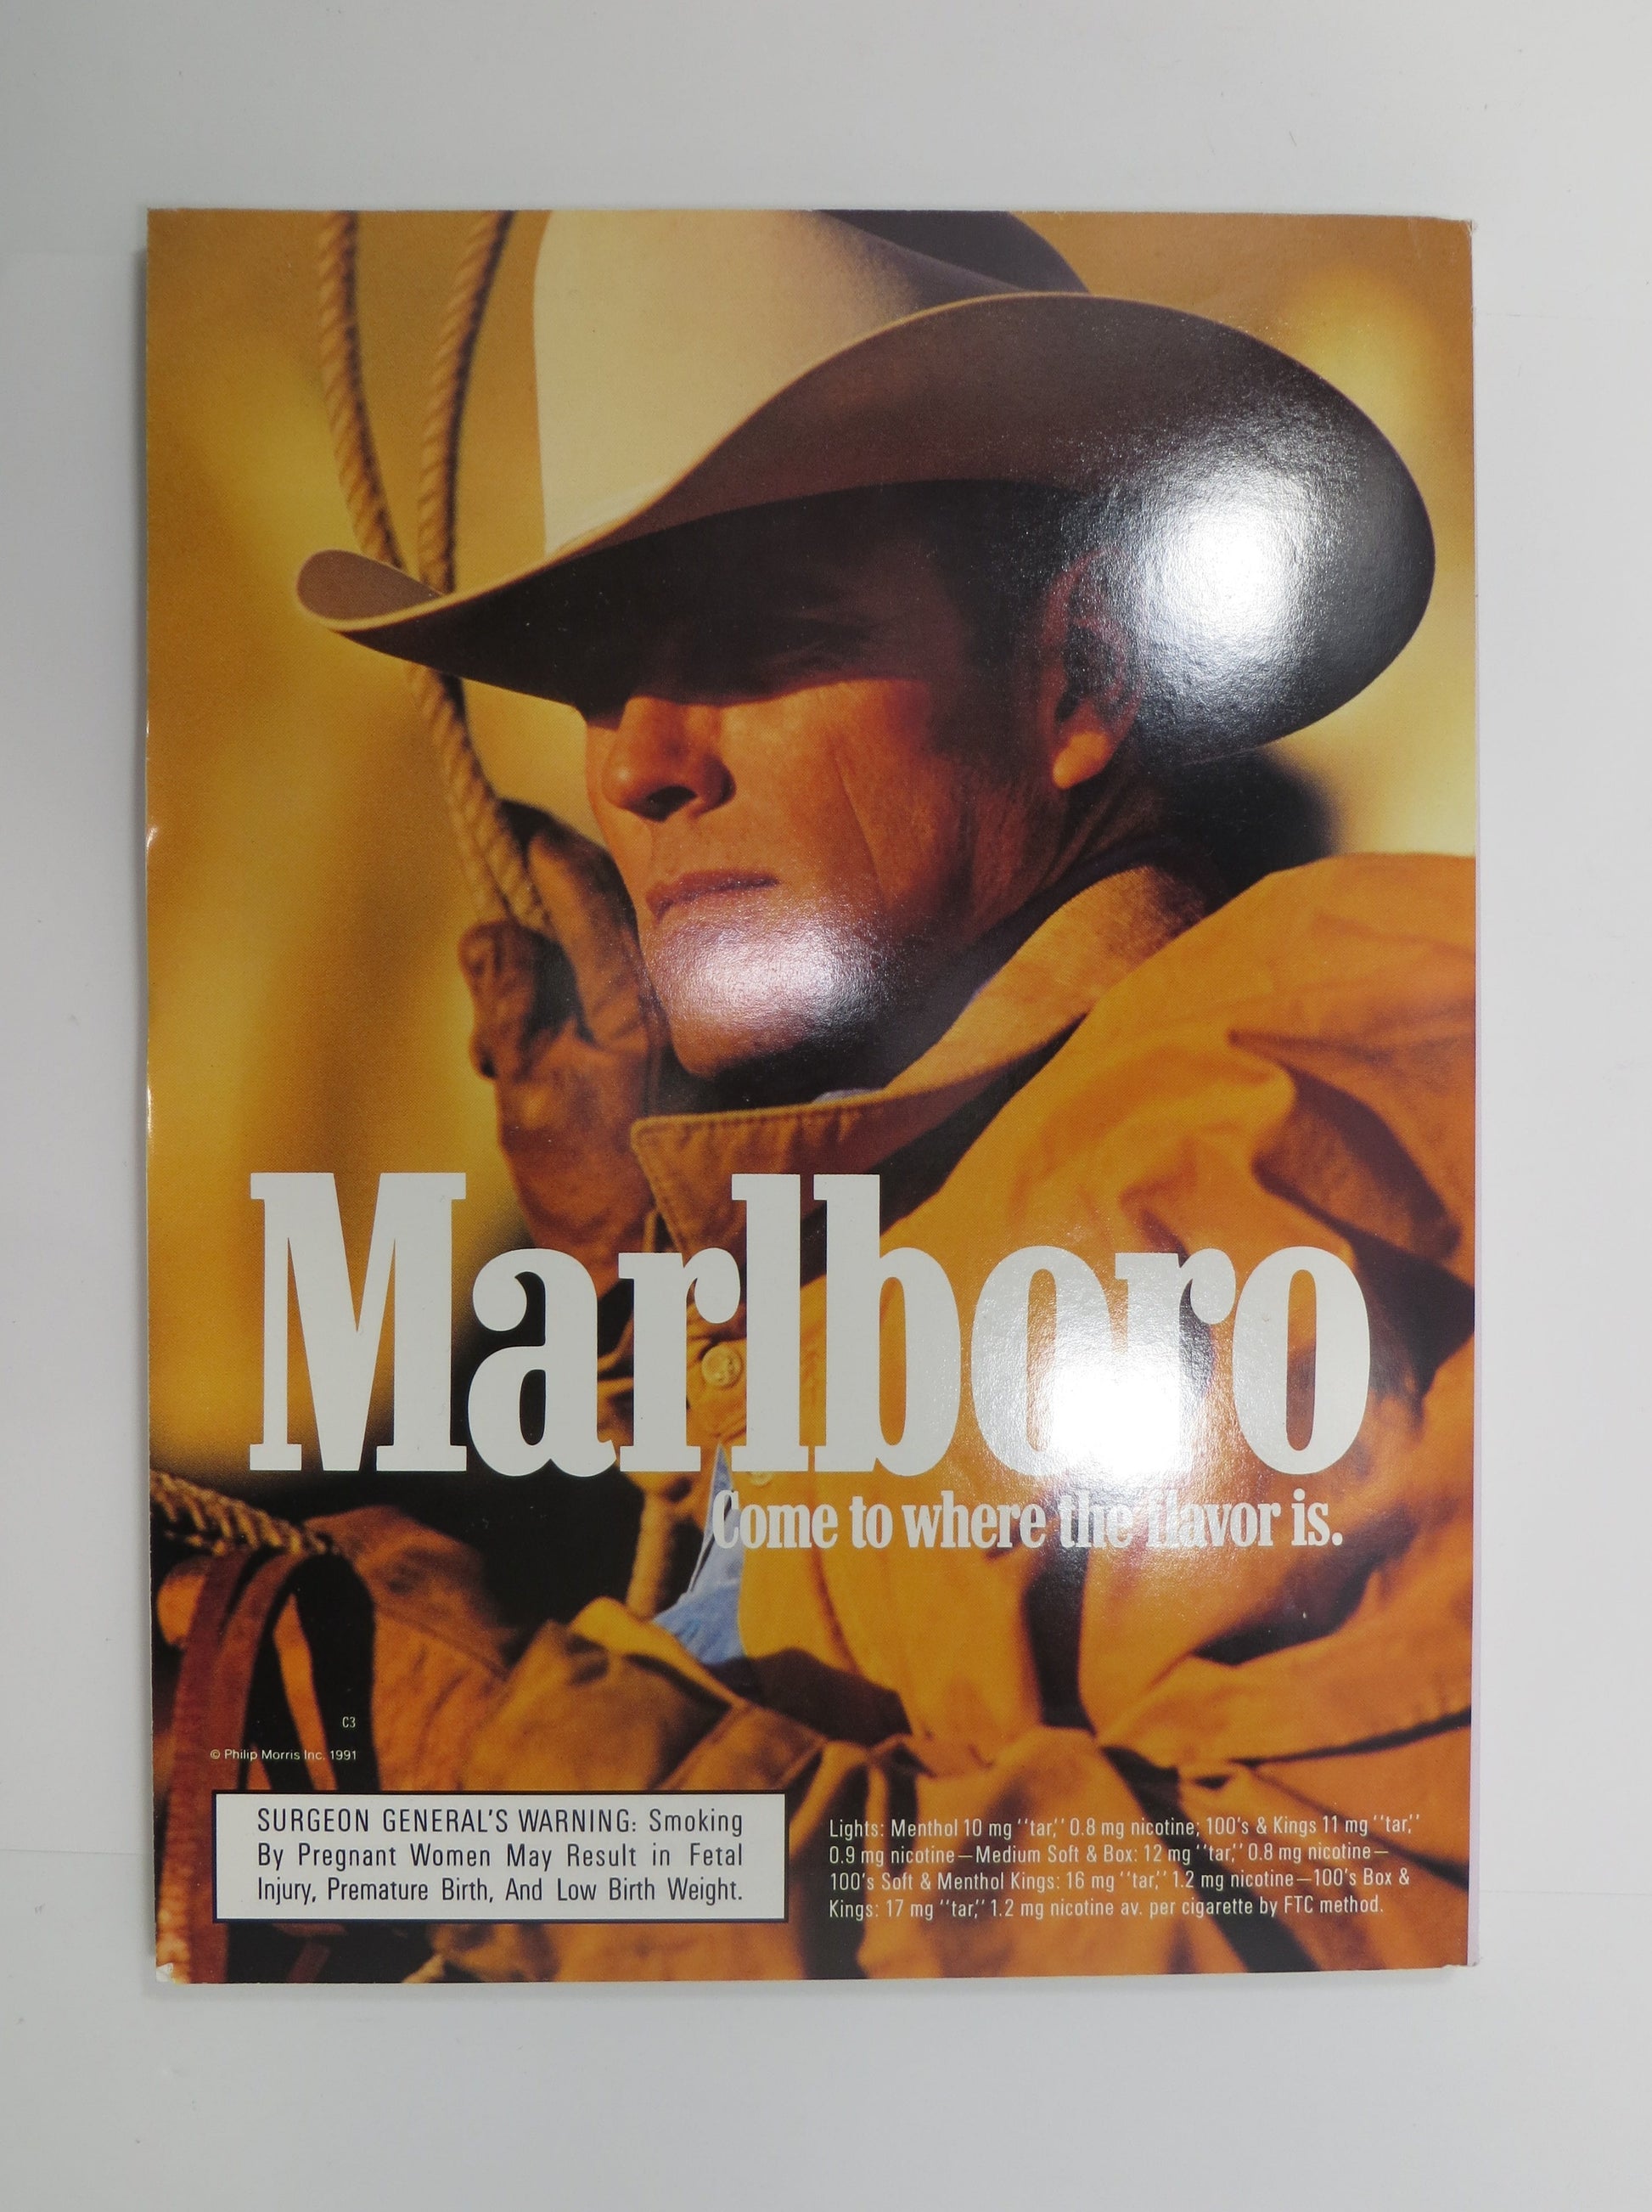 Marlboro
Come to where the flavor is.
C3
© Philip Morris Inc. 1991
SURGEON GENERAL'S WARNING: Smoking
By Pregnant Women May Result in Fetal
Injury, Premature Birth, And Low Birth Weight.
Lights: Menthol 10 mg "tar," 0.8 mg nicotine; 100's & Kings 11 mg "tar,"
0.9 mg nicotine—Medium Soft & Box: 12 mg "tar," 0.8 mg nicotine—
100's Soft & Menthol Kings: 16 mg "tar," 1.2 mg nicotine—100's Box &
Kings: 17 mg "tar," 1.2 mg nicotine av. per cigarette by FTC method.